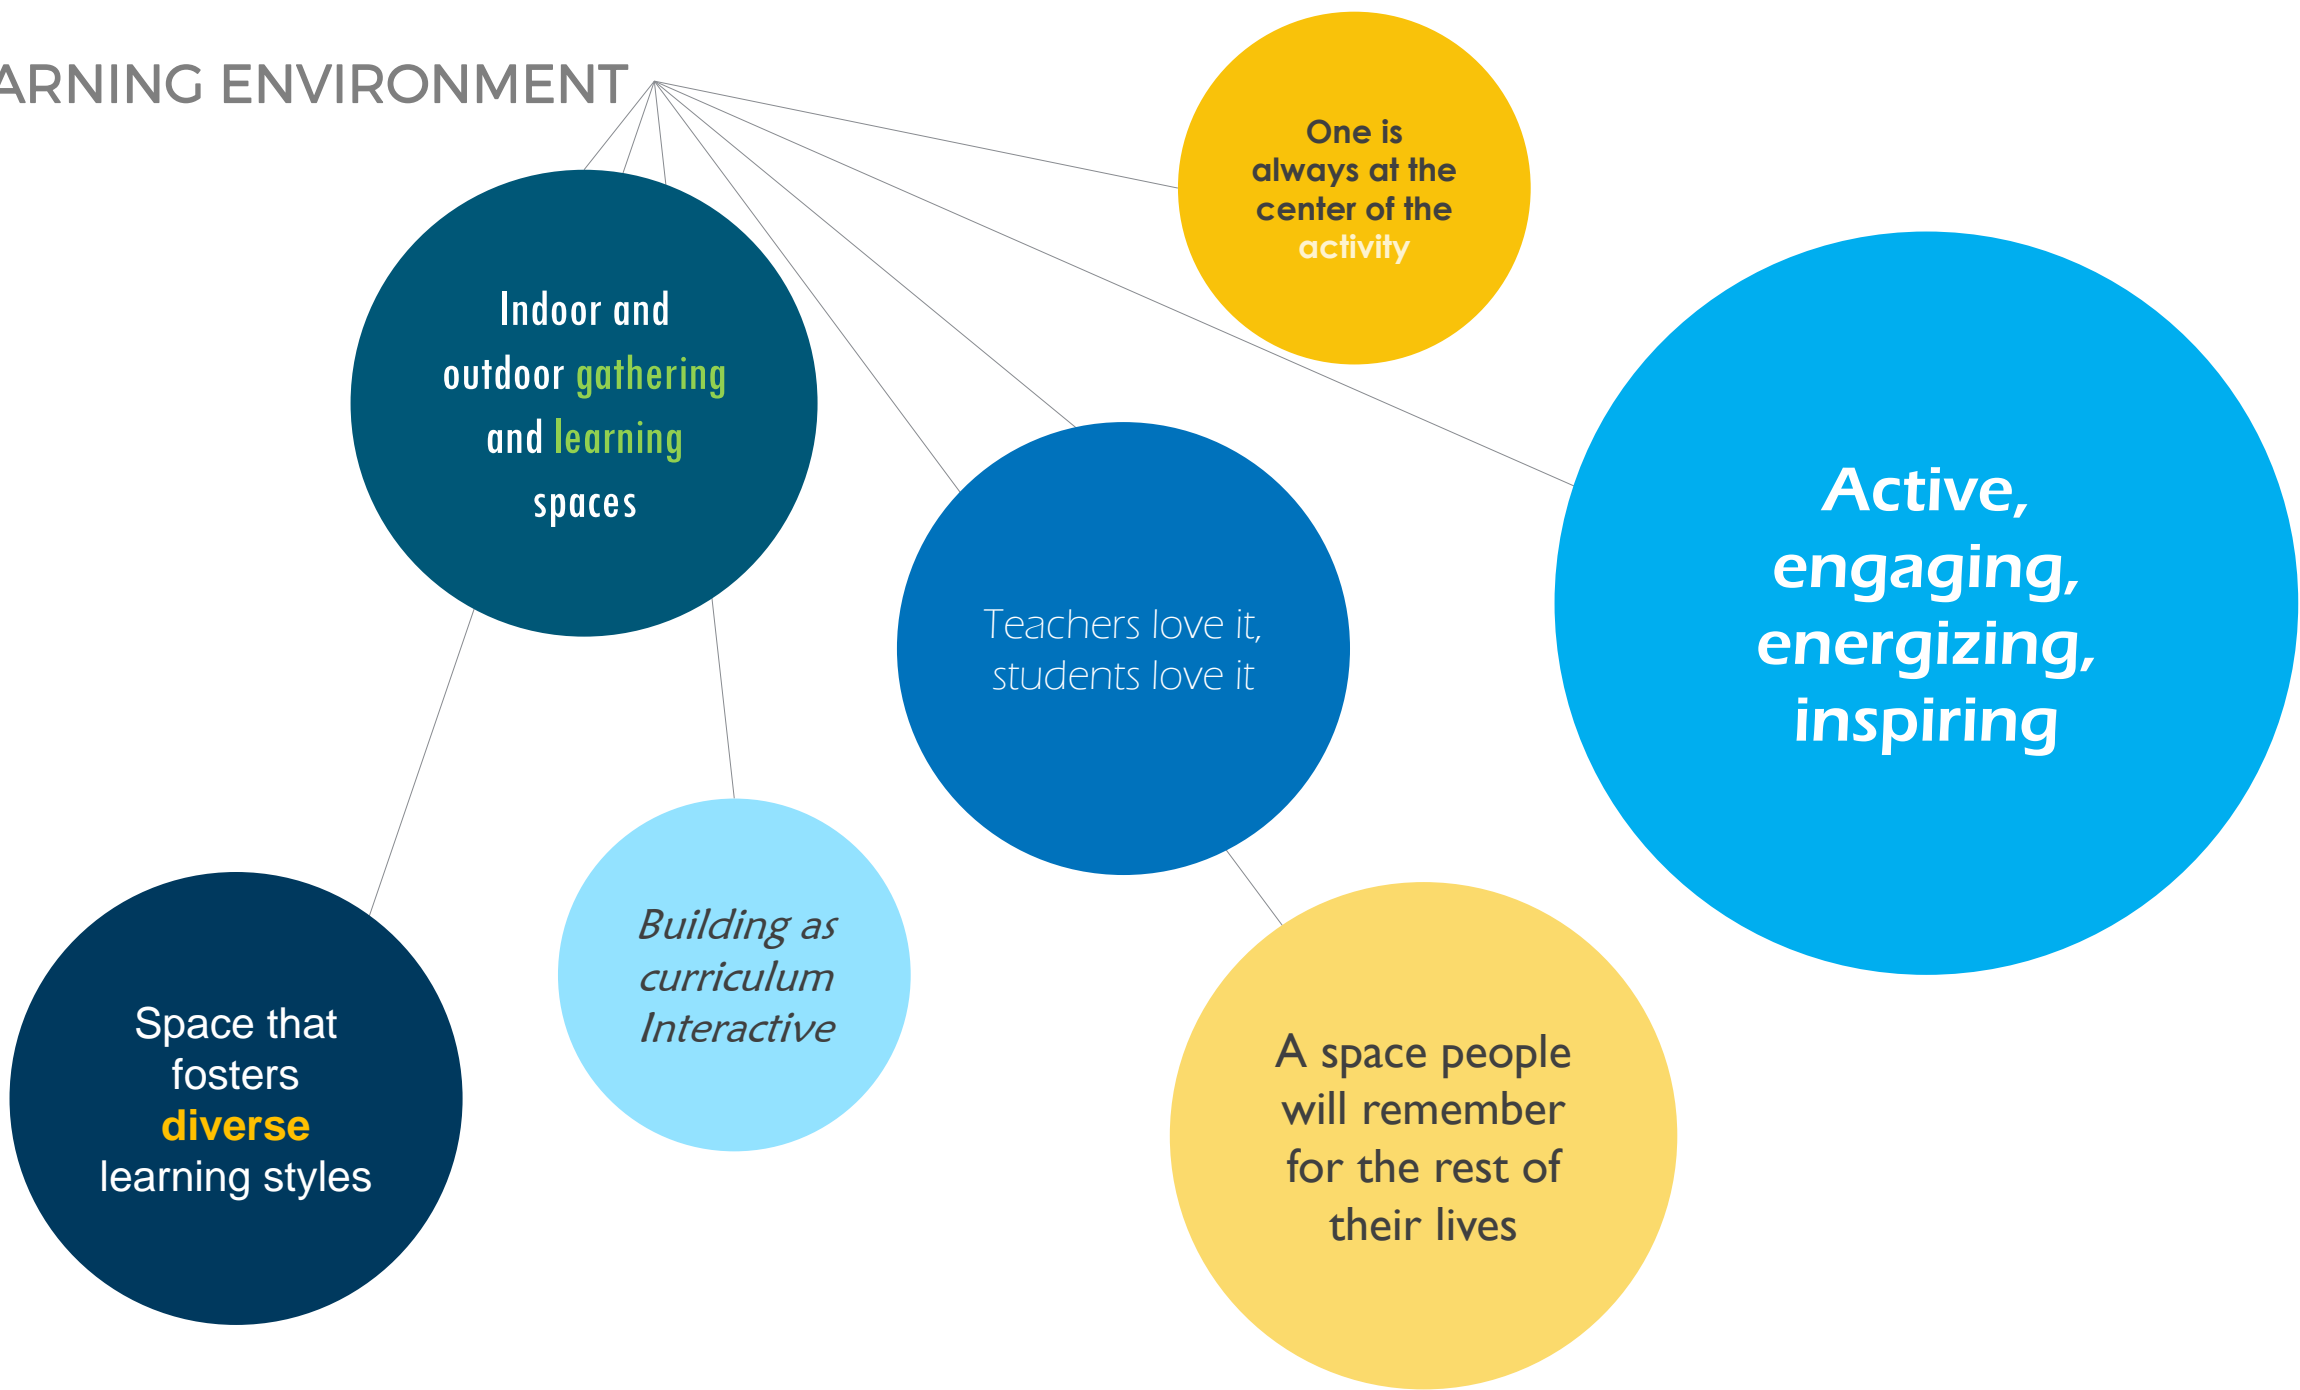 ARNING ENVIRONMENT
One is
always at the
center of the
activity
Indoor and
outdoor gathering
and learning
spaces
Active,
engaging,
energizing,
inspiring
Teachers love it,
students love it
Building as
curriculum
Interactive
Space that
fosters
diverse
learning styles
A space people
will remember
for the rest of
their lives